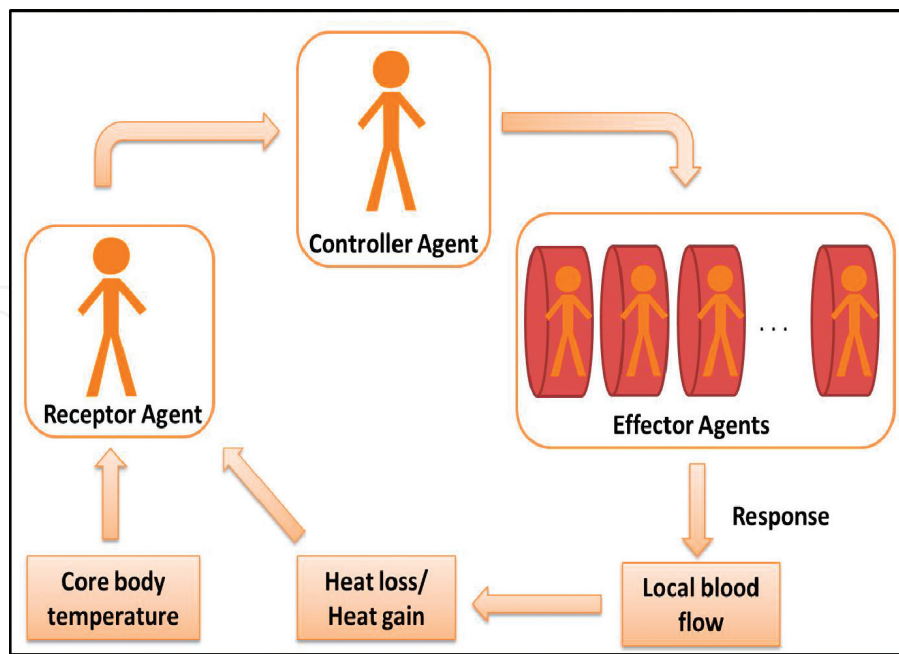 Controller Agent
Receptor Agent
. . .
Effector Agents
Response
Core body
temperature
Heat loss/
Heat gain
Local blood
flow